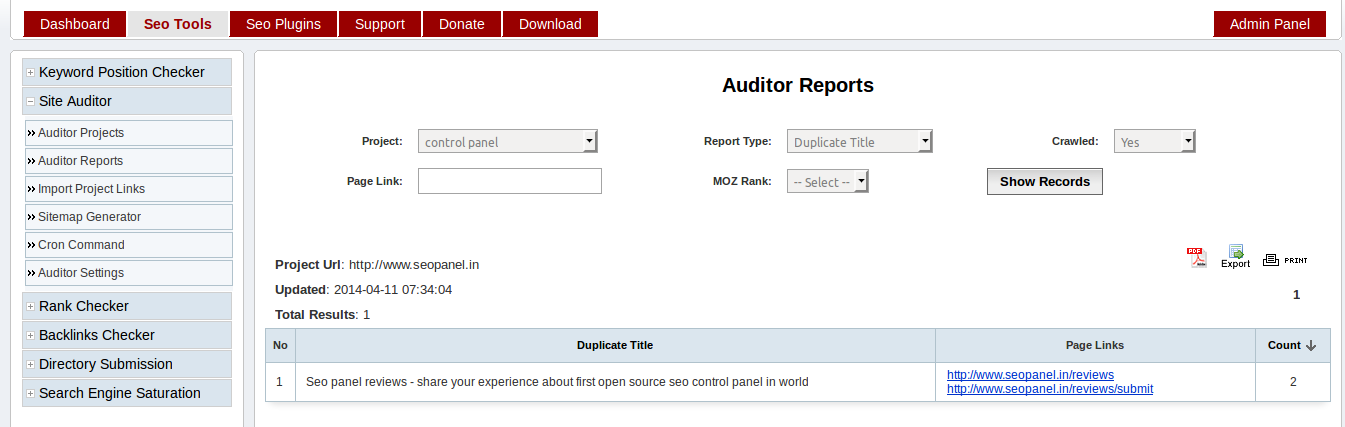 Dashboard Seo Tools Seo Plugins Support Donate Download Admin Panel
Keyword Position Checker
Site Auditor
Auditor Projects
Auditor Reports
Import Project Links
Sitemap Generator
Cron Command
Auditor Settings
Rank Checker
Backlinks Checker
Directory Submission
Search Engine Saturation
Auditor Reports
Project: control panel Report Type: Duplicate Title Crawled: Yes
Page Link: MOZ Rank: -- Select -- Show Records
PDF Export PRINT
Project Url: http://www.seopanel.in
Updated: 2014-04-11 07:34:04
1
Total Results: 1
No Duplicate Title Page Links Count
1 Seo panel reviews - share your experience about first open source seo control panel in world http://www.seopanel.in/reviews 2
http://www.seopanel.in/reviews/submit